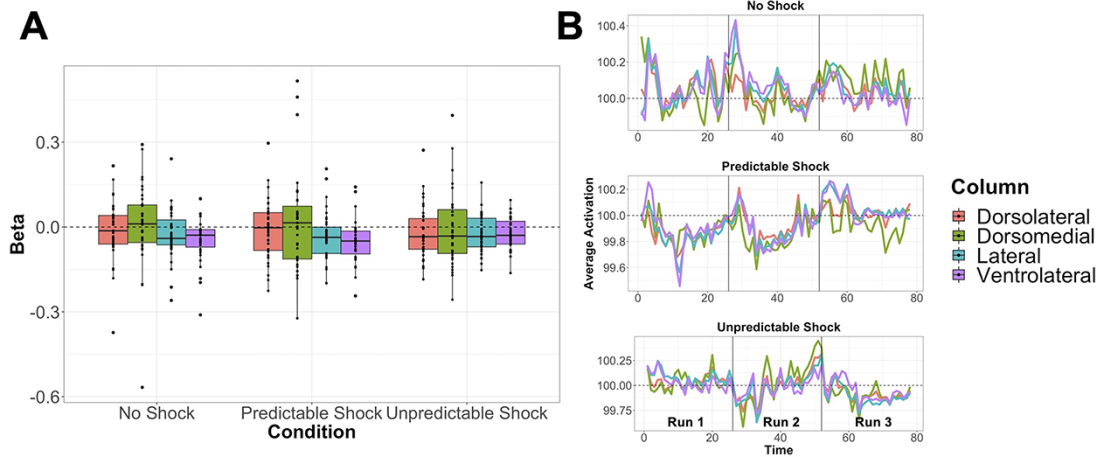 A
Beta
0.3
0.0
-0.3
-0.6
No Shock
Predictable Shock
Unpredictable Shock
Condition
B
Average Activation
No Shock
100.4
100.2
100.0
0
20
40
60
80
Predictable Shock
100.2
100.0
99.8
99.6
0
20
40
60
80
Unpredictable Shock
100.25
100.00
99.75
Run 1
Run 2
Run 3
0
20
40
60
80
Time
Column
Dorsolateral
Dorsomedial
Lateral
Ventrolateral